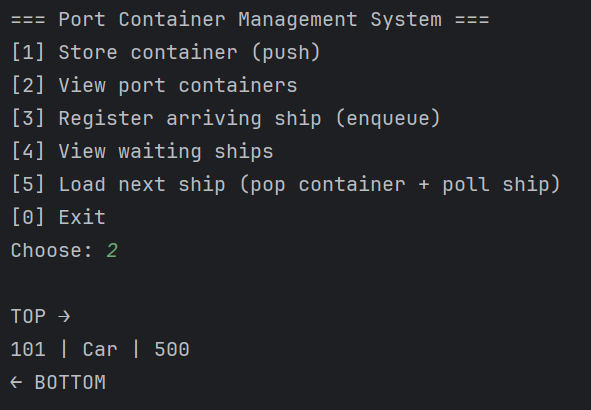 === Port Container Management System ===
[1] Store container (push)
[2] View port containers
[3] Register arriving ship (enqueue)
[4] View waiting ships
[5] Load next ship (pop container + poll ship)
[0] Exit
Choose: 2
TOP →
101 | Car | 500
← BOTTOM